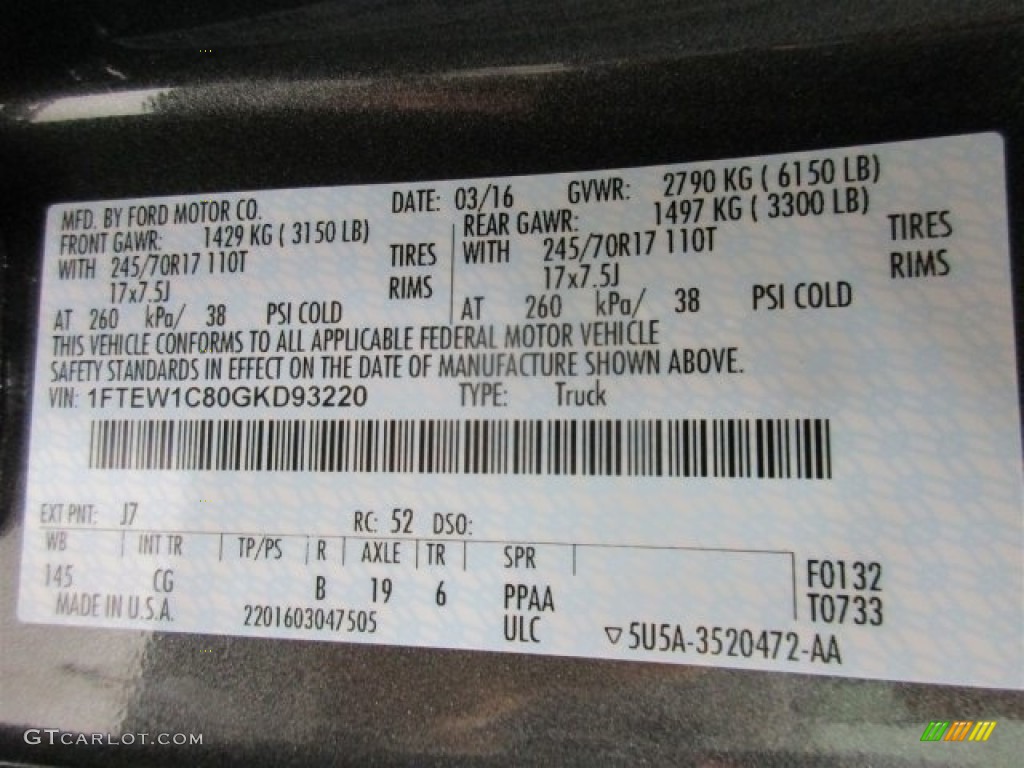 MFD. BY FORD MOTOR CO. DATE: 03/16 GVWR: 2790 KG ( 6150 LB)
FRONT GAWR: 1429 KG ( 3150 LB) REAR GAWR: 1497 KG ( 3300 LB)
WITH 245/70R17 110T TIRES WITH 245/70R17 110T TIRES
17x7.5J RIMS 17x7.5J RIMS
AT 260 kPa/ 38 PSI COLD AT 260 kPa/ 38 PSI COLD
THIS VEHICLE CONFORMS TO ALL APPLICABLE FEDERAL MOTOR VEHICLE
SAFETY STANDARDS IN EFFECT ON THE DATE OF MANUFACTURE SHOWN ABOVE.
VIN: 1FTEW1C80GKD93220 TYPE: Truck
EXT PNT: J7 RC: 52 DSO:
WB INT TR TP/PS R AXLE TR SPR
145 CG B 19 6 PPAA F0132
MADE IN U.S.A. 2201603047505 ULC T0733
5U5A-3520472-AA
GTCARLOT.COM